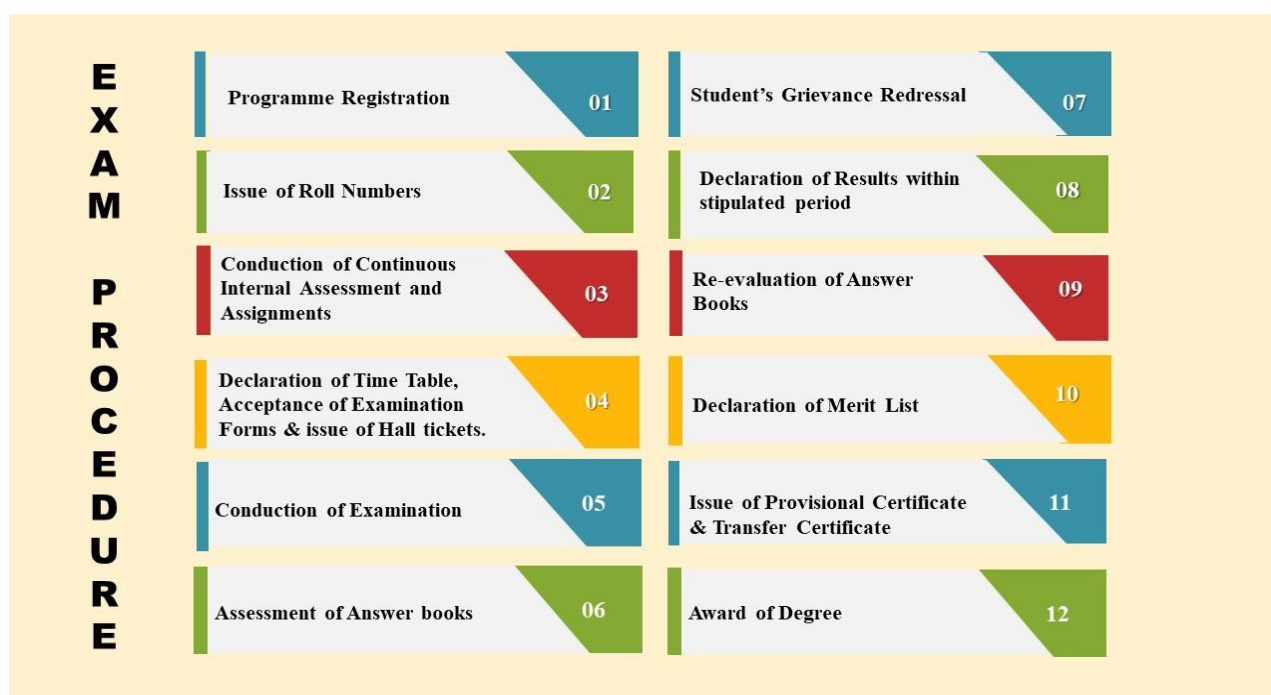 EXAM PROCEDURE
Programme Registration
01
Issue of Roll Numbers
02
Conduction of Continuous
Internal Assessment and
Assignments
03
Declaration of Time Table,
Acceptance of Examination
Forms & issue of Hall tickets.
04
Conduction of Examination
05
Assessment of Answer books
06
Student’s Grievance Redressal
07
Declaration of Results within
stipulated period
08
Re-evaluation of Answer
Books
09
Declaration of Merit List
10
Issue of Provisional Certificate
& Transfer Certificate
11
Award of Degree
12